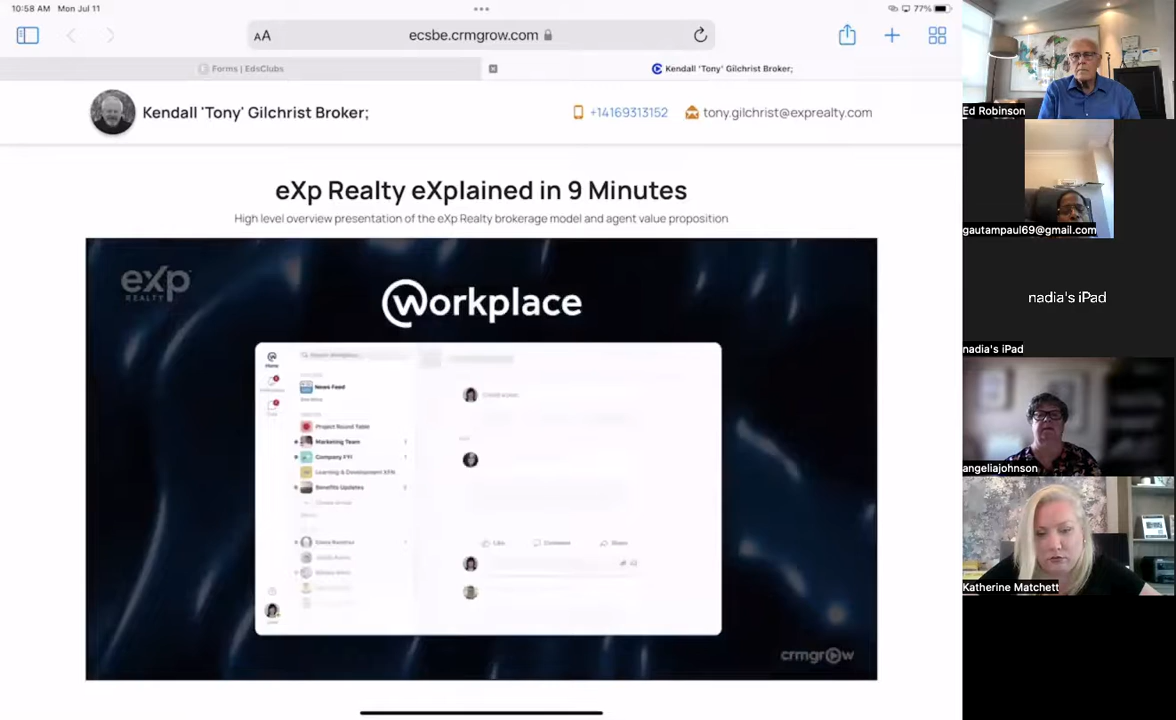 10:58 AM Mon Jul 11
77%
AA
ecsbe.crmgrow.com
Forms | EdsClubs
Kendall 'Tony' Gilchrist Broker;
Kendall 'Tony' Gilchrist Broker;
+14169313152
tony.gilchrist@exprealty.com
eXp Realty eXplained in 9 Minutes
High level overview presentation of the eXp Realty brokerage model and agent value proposition
eXp
REALTY
Workplace
Home
News Feed
Project Round Table
Marketing Team
Company FYI
Learning & Development XFN
Benefits Updates
Like
Comment
Share
crmgrow
Ed Robinson
gautampaul69@gmail.com
nadia's iPad
nadia's iPad
angeliajohnson
Katherine Matchett